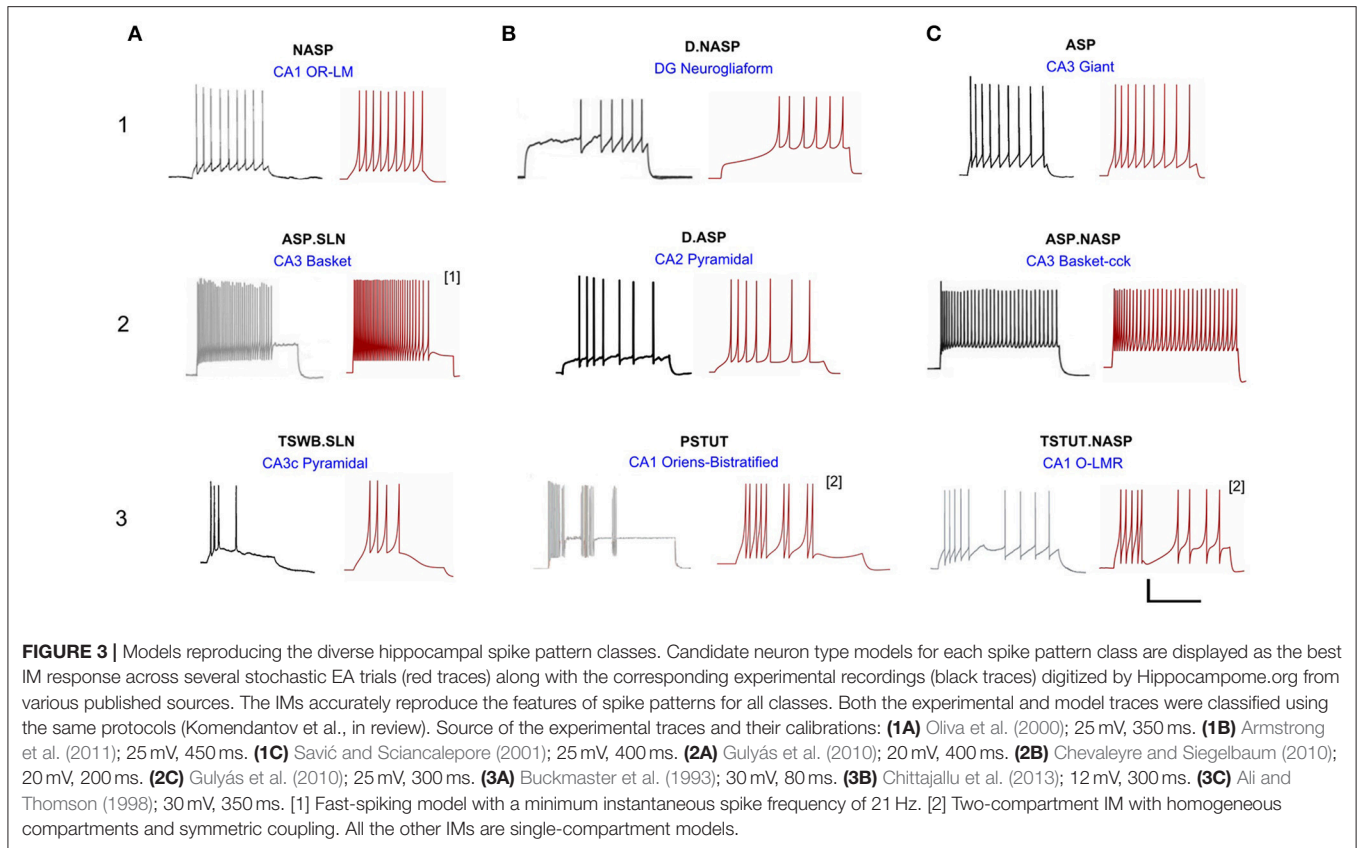 A B C
NASP D.NASP ASP
CA1 OR-LM DG Neurogliaform CA3 Giant
1
ASP.SLN D.ASP ASP.NASP
CA3 Basket CA2 Pyramidal CA3 Basket-cck
[1]
2
TSWB.SLN PSTUT TSTUT.NASP
CA3c Pyramidal CA1 Oriens-Bistratified CA1 O-LMR
[2] [2]
3
FIGURE 3 | Models reproducing the diverse hippocampal spike pattern classes. Candidate neuron type models for each spike pattern class are displayed as the best
IM response across several stochastic EA trials (red traces) along with the corresponding experimental recordings (black traces) digitized by Hippocampome.org from
various published sources. The IMs accurately reproduce the features of spike patterns for all classes. Both the experimental and model traces were classified using
the same protocols (Komendantov et al., in review). Source of the experimental traces and their calibrations: (1A) Oliva et al. (2000); 25 mV, 350 ms. (1B) Armstrong
et al. (2011); 25 mV, 450 ms. (1C) Savić and Sciancalepore (2001); 25 mV, 400 ms. (2A) Gulyás et al. (2010); 20 mV, 400 ms. (2B) Chevaleyre and Siegelbaum (2010);
20 mV, 200 ms. (2C) Gulyás et al. (2010); 25 mV, 300 ms. (3A) Buckmaster et al. (1993); 30 mV, 80 ms. (3B) Chittajallu et al. (2013); 12 mV, 300 ms. (3C) Ali and
Thomson (1998); 30 mV, 350 ms. [1] Fast-spiking model with a minimum instantaneous spike frequency of 21 Hz. [2] Two-compartment IM with homogeneous
compartments and symmetric coupling. All the other IMs are single-compartment models.